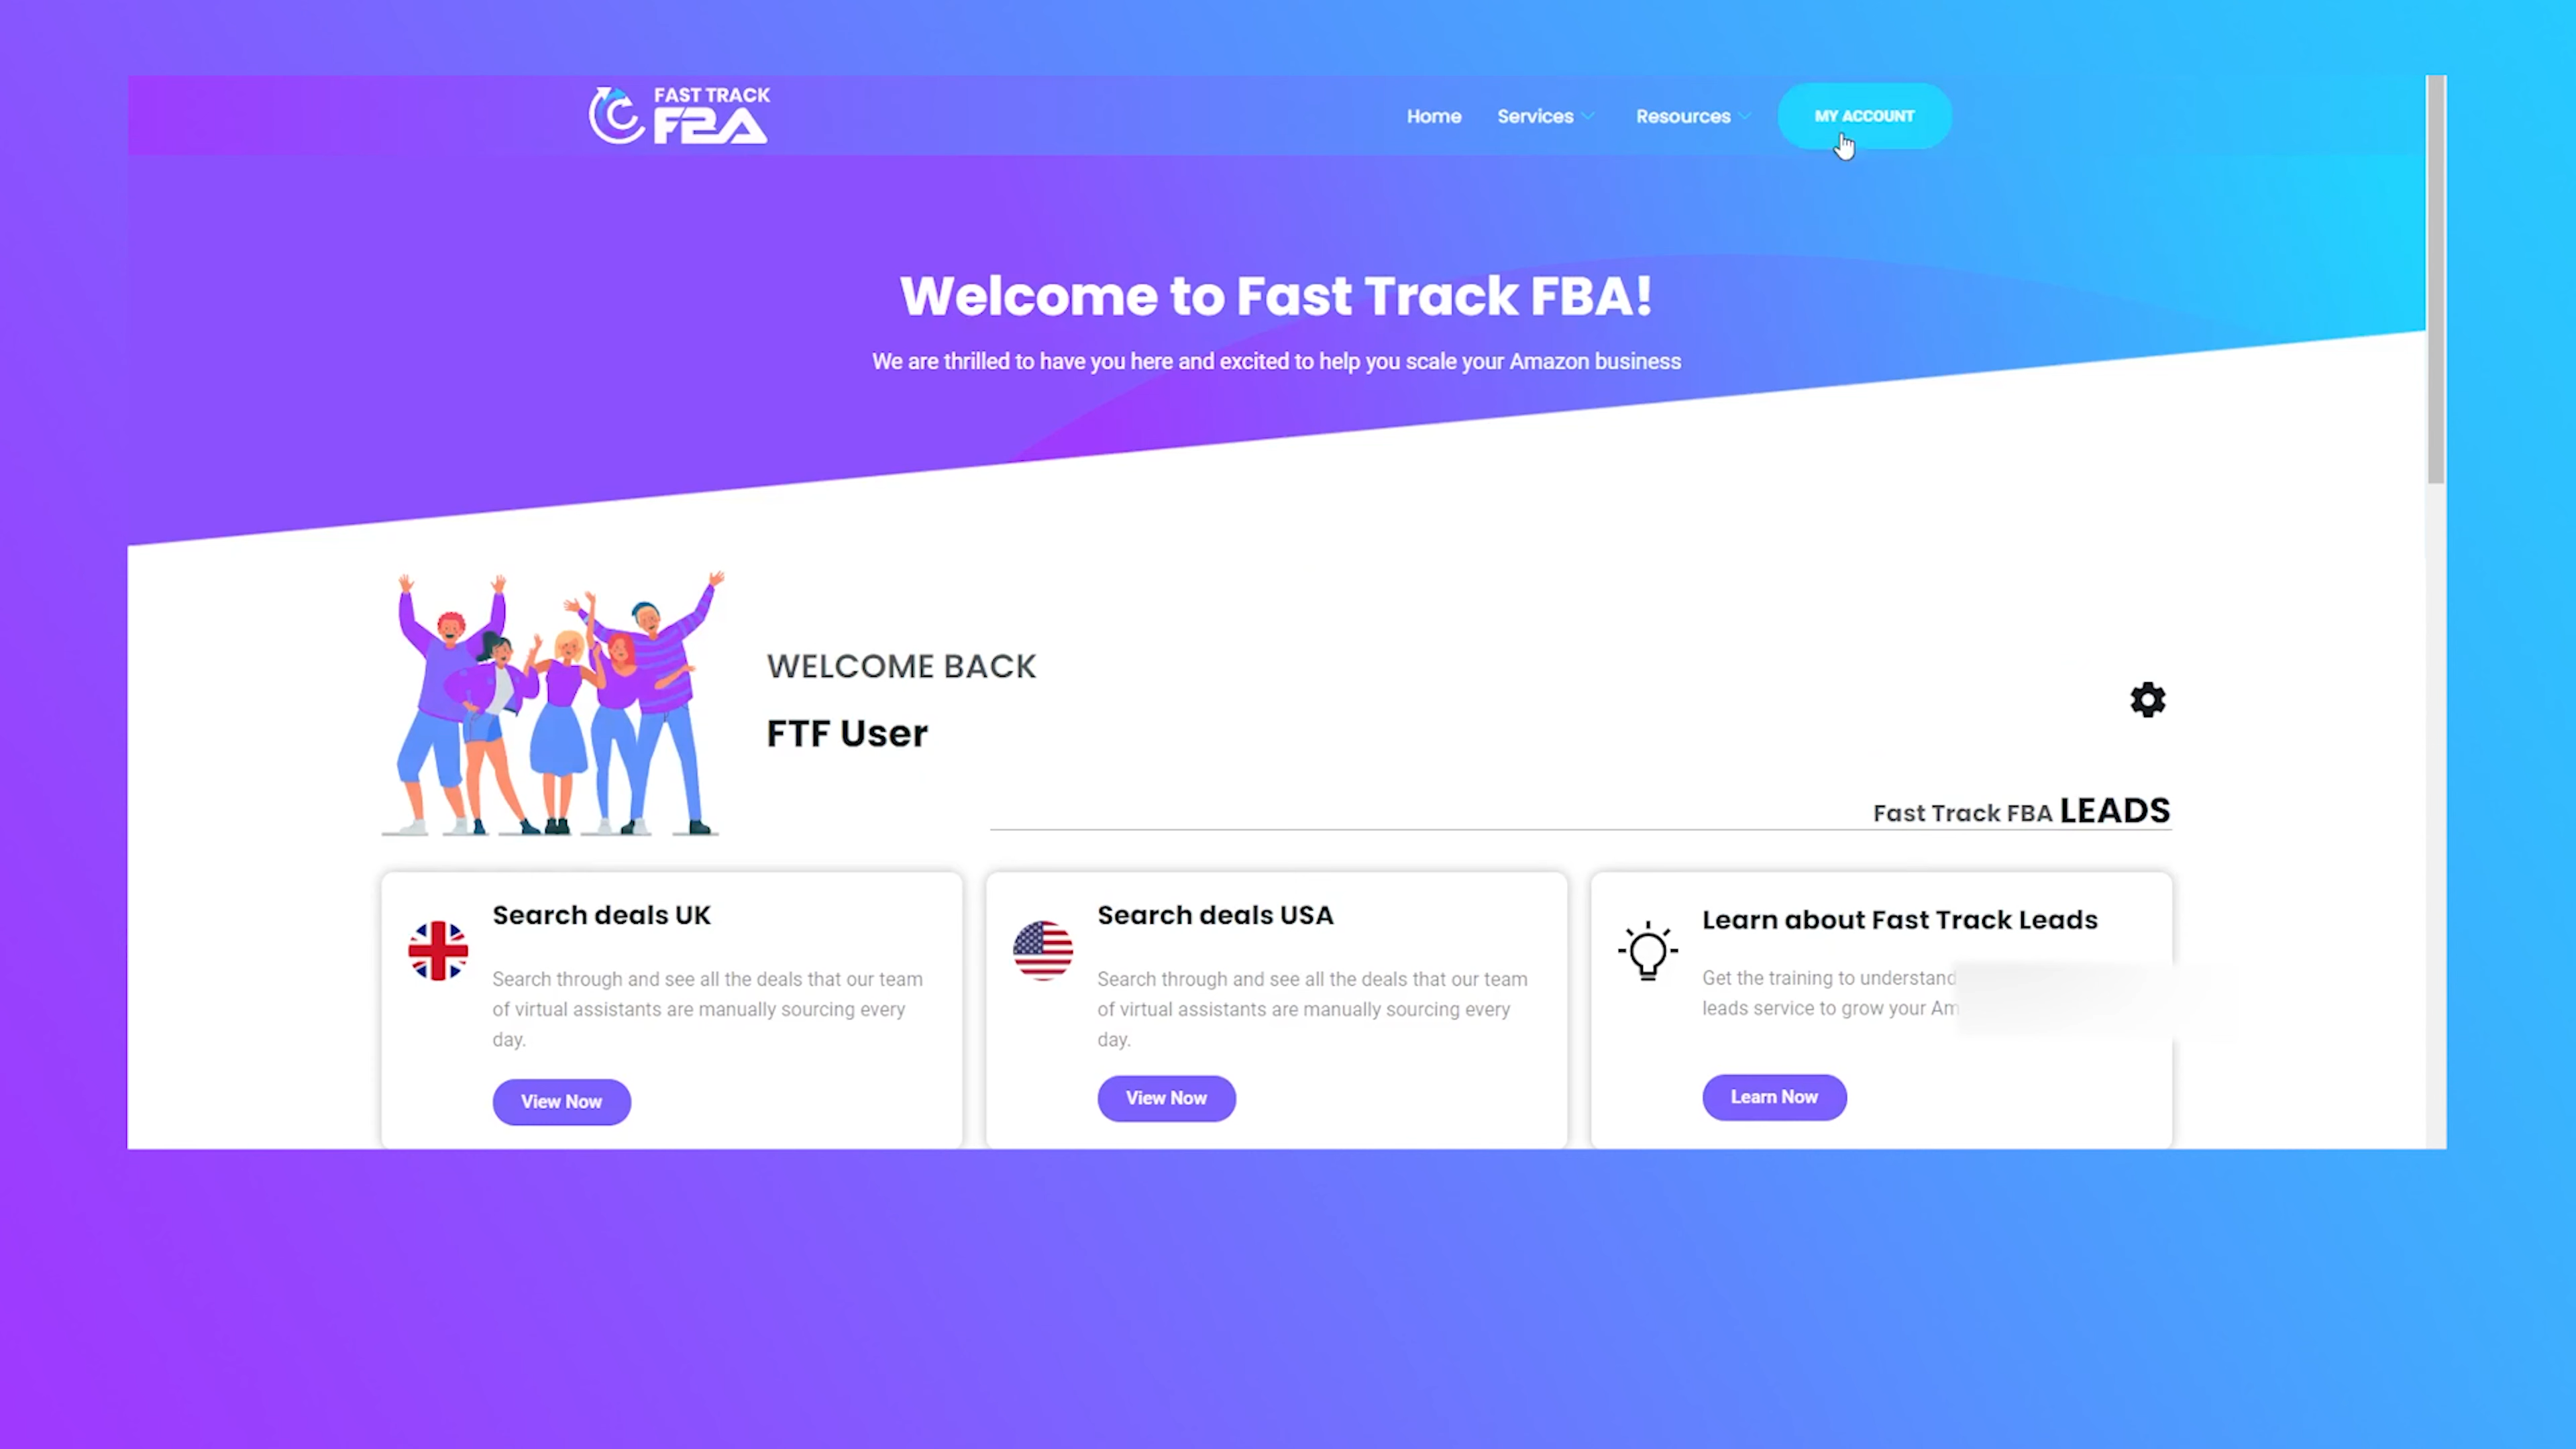 FAST TRACK
FBA
Home Services Resources MY ACCOUNT
Welcome to Fast Track FBA!
We are thrilled to have you here and excited to help you scale your Amazon business
WELCOME BACK
FTF User
Fast Track FBA LEADS
Search deals UK
Search through and see all the deals that our team
of virtual assistants are manually sourcing every
day.
View Now
Search deals USA
Search through and see all the deals that our team
of virtual assistants are manually sourcing every
day.
View Now
Learn about Fast Track Leads
Get the training to understand
leads service to grow your Am
Learn Now